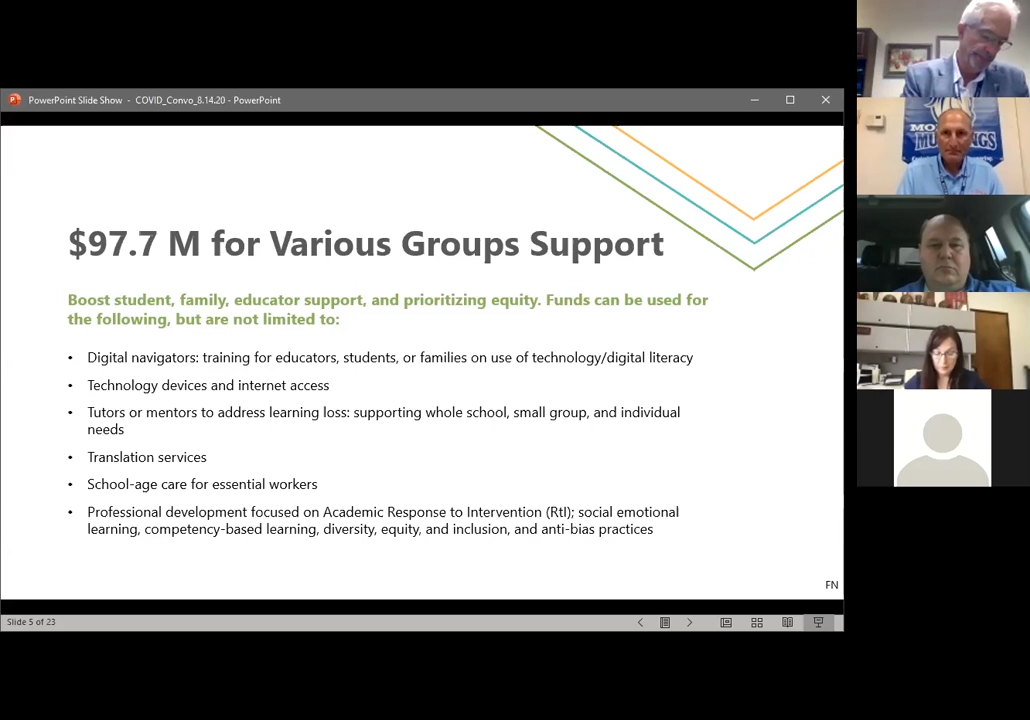 PowerPoint Slide Show - COVID_Convo_8.14.20 - PowerPoint
$97.7 M for Various Groups Support
Boost student, family, educator support, and prioritizing equity. Funds can be used for
the following, but are not limited to:
• Digital navigators: training for educators, students, or families on use of technology/digital literacy
• Technology devices and internet access
• Tutors or mentors to address learning loss: supporting whole school, small group, and individual
needs
• Translation services
• School-age care for essential workers
• Professional development focused on Academic Response to Intervention (RtI); social emotional
learning, competency-based learning, diversity, equity, and inclusion, and anti-bias practices
FN
Slide 5 of 23